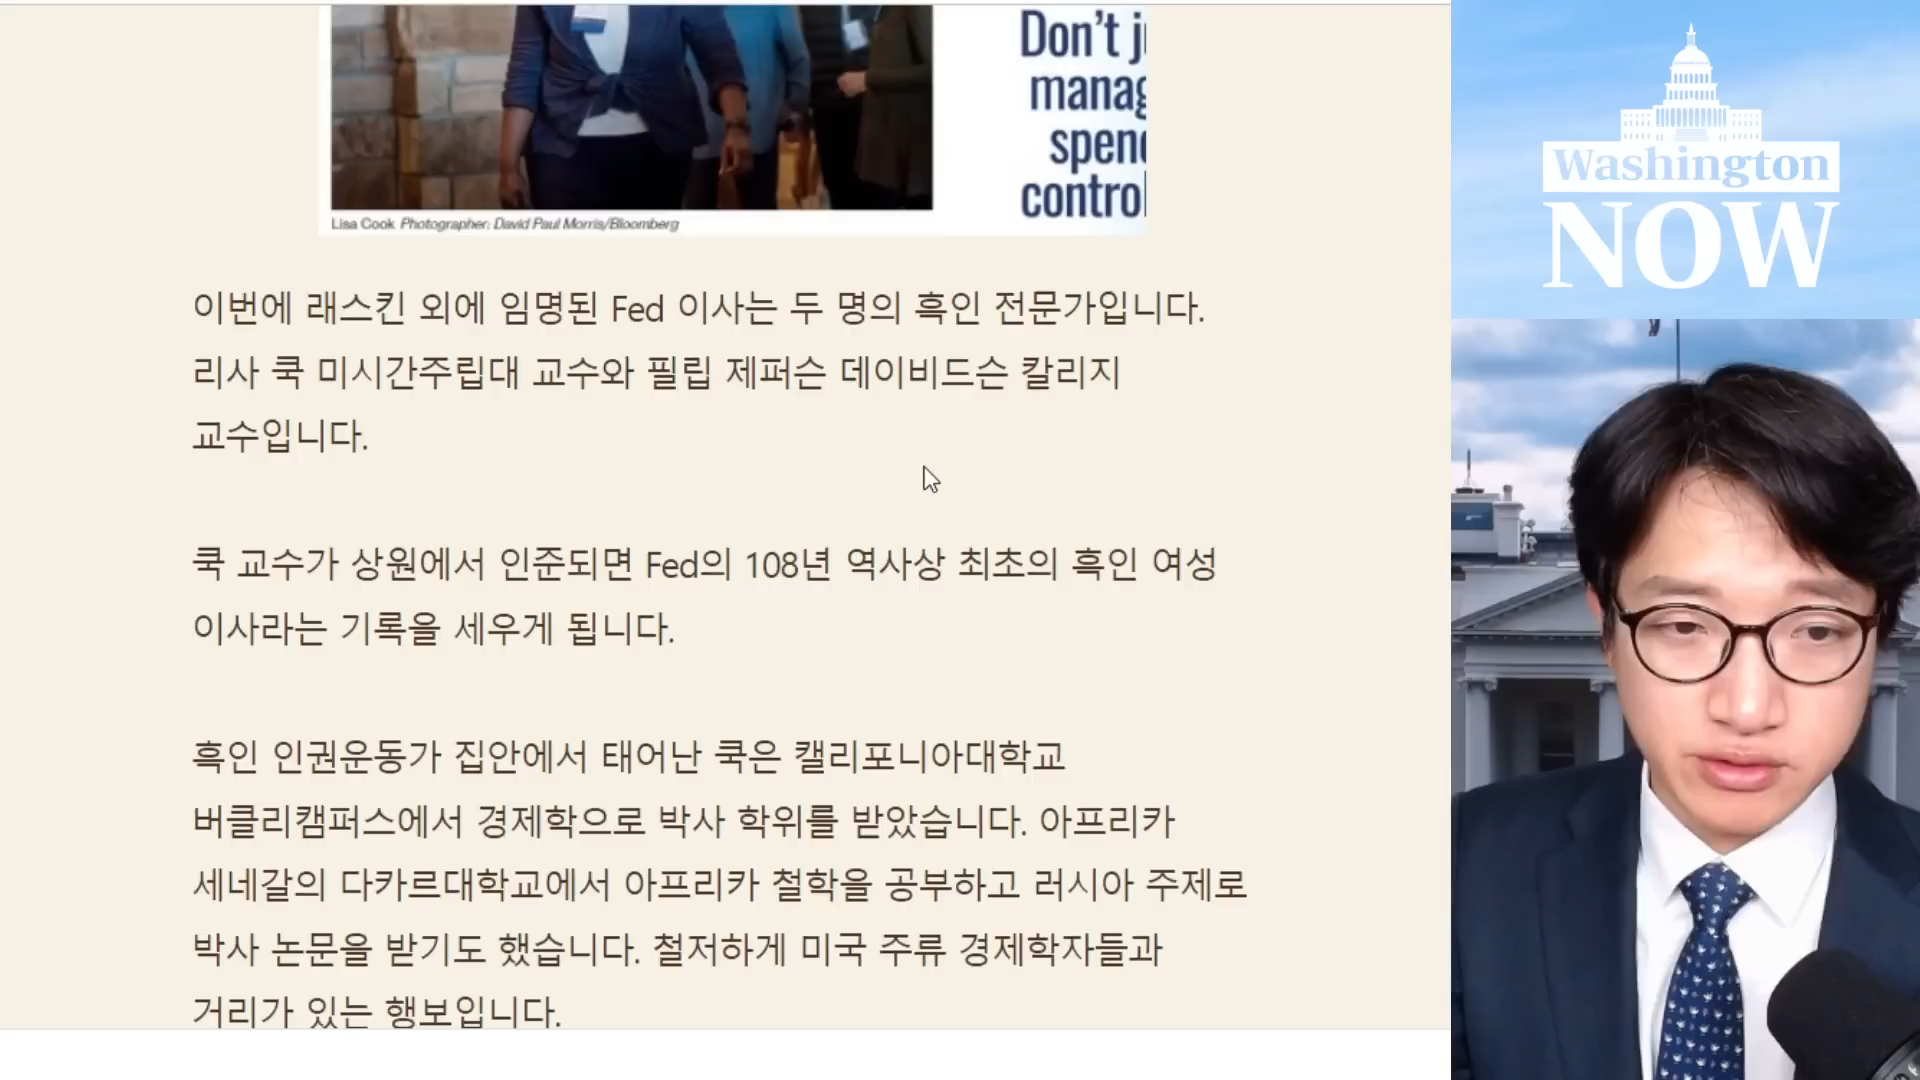 Don't
Lisa Cook Photographer: David Paul Morris/Bloomberg
이번에 래스킨 외에 임명된 Fed 이사는 두 명의 흑인 전문가입니다.
리사 쿡 미시간주립대 교수와 필립 제퍼슨 데이비드슨 칼리지
교수입니다.
쿡 교수가 상원에서 인준되면 Fed의 108년 역사상 최초의 흑인 여성
이사라는 기록을 세우게 됩니다.
흑인 인권운동가 집안에서 태어난 쿡은 캘리포니아대학교
버클리캠퍼스에서 경제학으로 박사 학위를 받았습니다. 아프리카
세네갈의 다카르대학교에서 아프리카 철학을 공부하고 러시아 주제로
박사 논문을 받기도 했습니다. 철저하게 미국 주류 경제학자들과
거리가 있는 행보입니다.
Washington
NOW